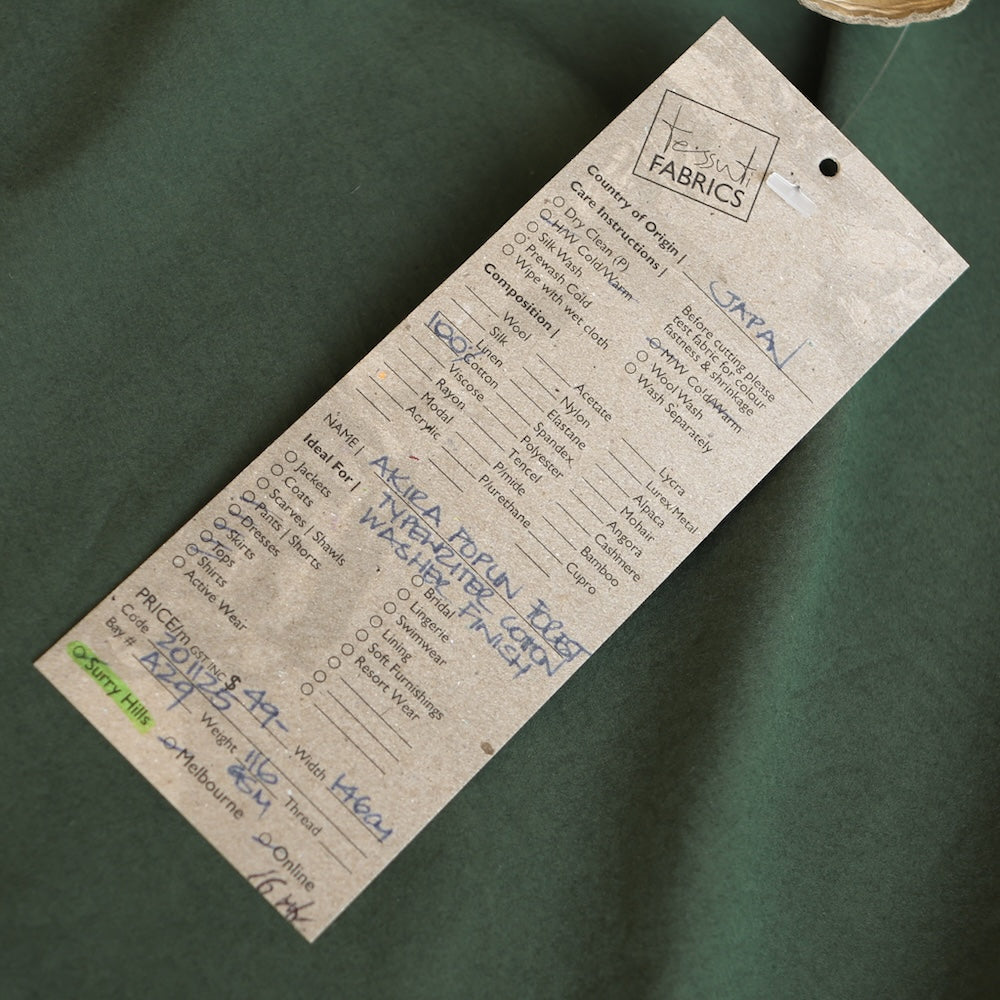 tessuti
FABRICS
Country of Origin | JAPAN
Care Instructions |
Dry Clean (P)
H/W Cold/Warm
Silk Wash
Prewash Cold
Wipe with wet cloth
Before cutting please
test fabric for colour
fastness & shrinkage
M/W Cold/Warm
Wool Wash
Wash Separately
Composition |
Wool
Silk
Linen
100% Cotton
Viscose
Rayon
Modal
Acrylic
Acetate
Nylon
Elastane
Spandex
Polyester
Tencel
P/mide
P/urethane
Lycra
Lurex Metal
Alpaca
Mohair
Angora
Cashmere
Bamboo
Cupro
NAME | AKIRA POPLIN FOREST
TYPEWRITER COTTON
WASHER FINISH
Ideal For |
Jackets
Coats
Scarves | Shawls
Pants | Shorts
Dresses
Skirts
Tops
Shirts
Active Wear
Bridal
Lingerie
Swimwear
Lining
Soft Furnishings
Resort Wear
PRICE/m GST INC $ 49-
Code 201125
Width 146cm
Bay # A29
Weight 116
GSM
Thread
Surry Hills
Melbourne
Online